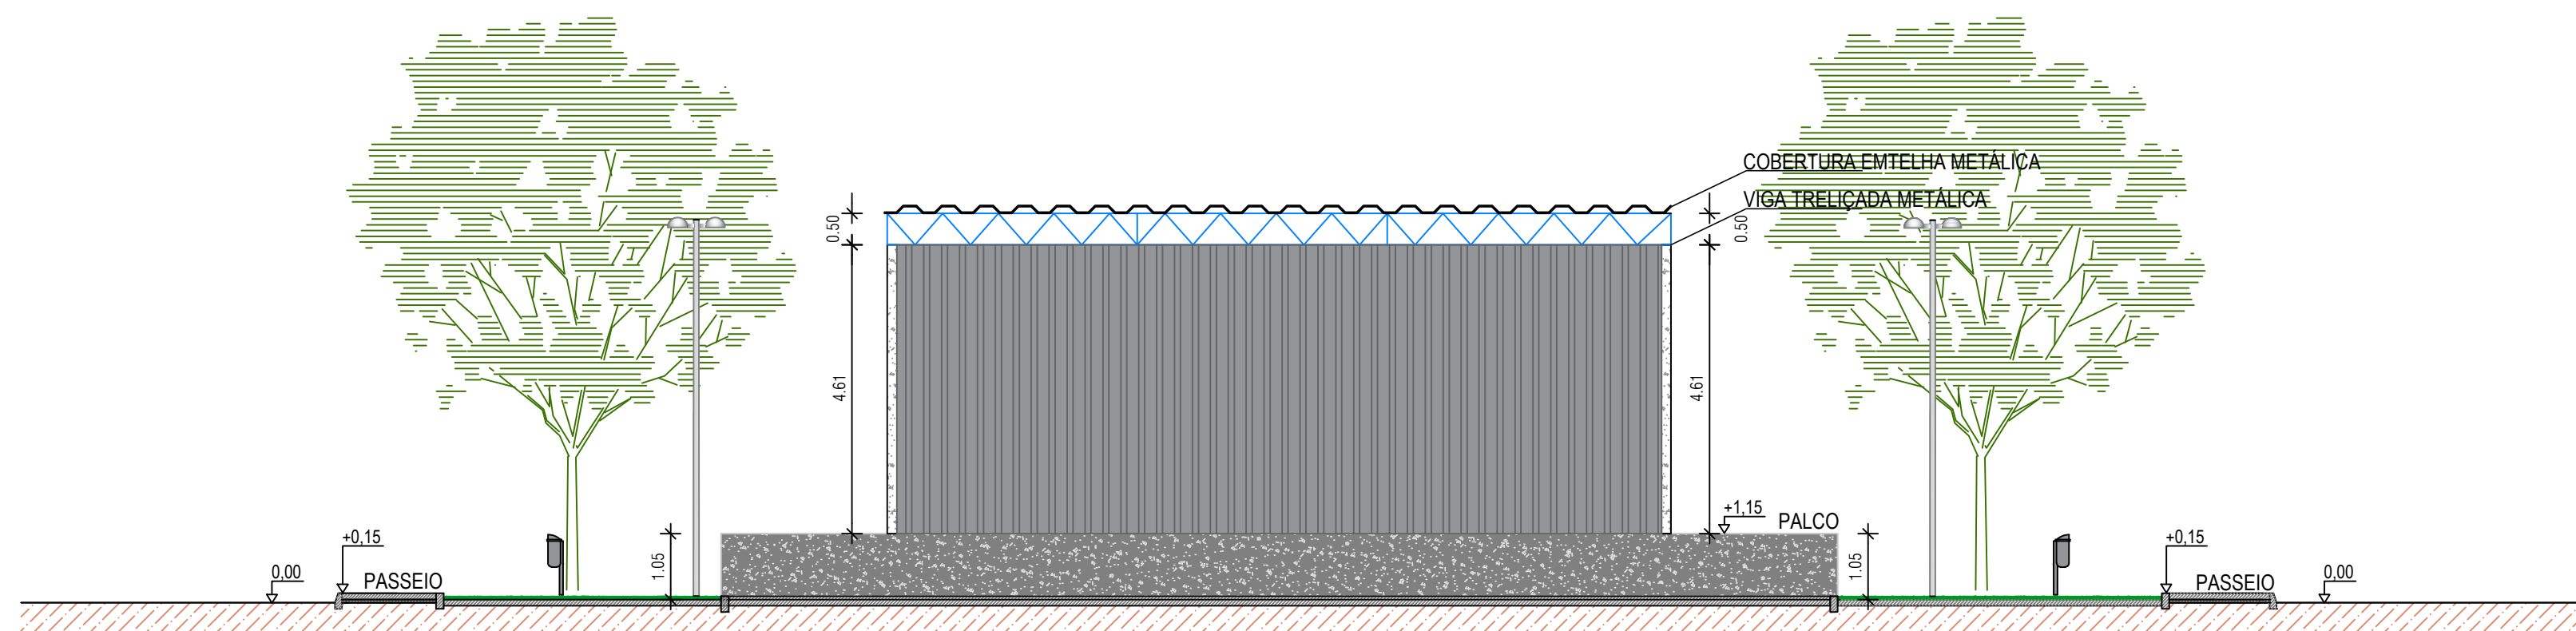 COBERTURA EMTELHA METÁLICA
VIGA TRELIÇADA METÁLICA
0.50
0.50
4.61
4.61
+1,15
PALCO
+0,15
1.05
1.05
+0,15
0,00
PASSEIO
PASSEIO
0,00